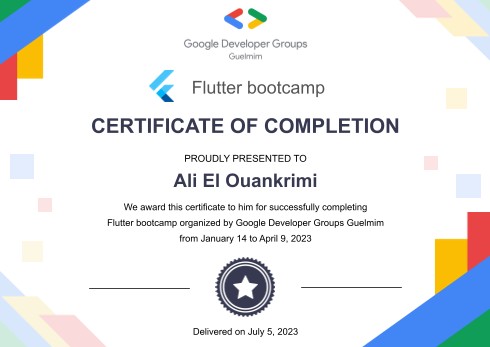 Google Developer Groups
Guelmim
Flutter bootcamp
CERTIFICATE OF COMPLETION
PROUDLY PRESENTED TO
Ali El Ouankrimi
We award this certificate to him for successfully completing
Flutter bootcamp organized by Google Developer Groups Guelmim
from January 14 to April 9, 2023
Delivered on July 5, 2023